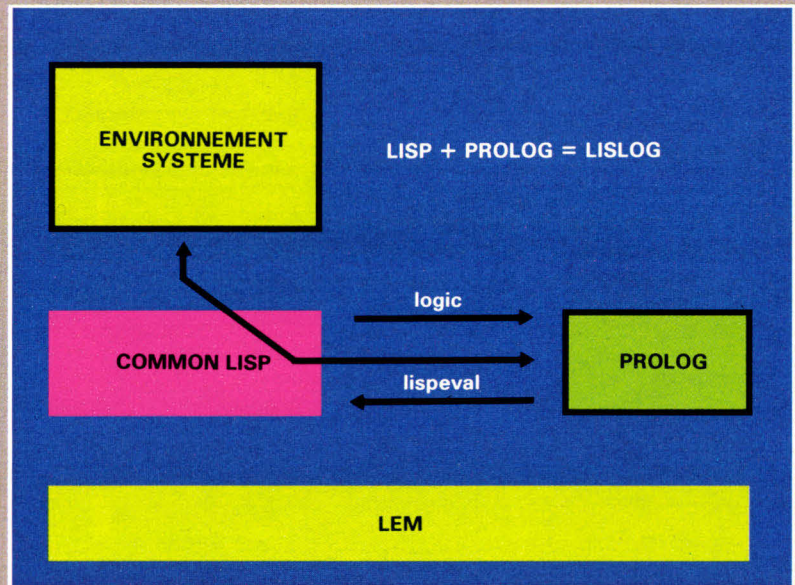 ENVIRONNEMENT
SYSTEME
LISP + PROLOG = LISLOG
logic
COMMON LISP
PROLOG
lispeval
LEM